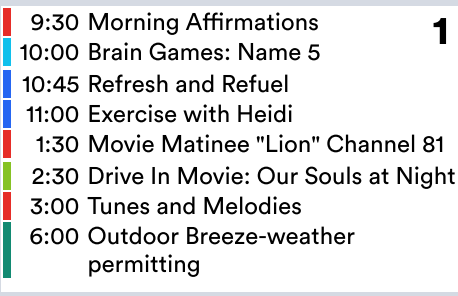 1
9:30 Morning Affirmations
10:00 Brain Games: Name 5
10:45 Refresh and Refuel
11:00 Exercise with Heidi
1:30 Movie Matinee "Lion" Channel 81
2:30 Drive In Movie: Our Souls at Night
3:00 Tunes and Melodies
6:00 Outdoor Breeze-weather
permitting